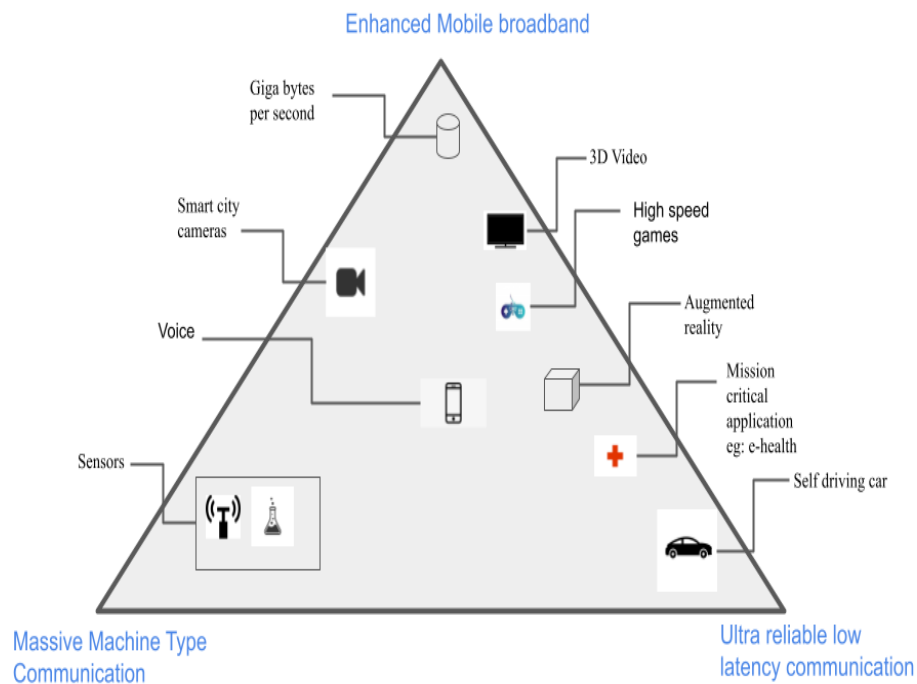 Enhanced Mobile broadband
Giga bytes
per second
3D Video
Smart city
cameras
High speed
games
Augmented
reality
Voice
Mission
critical
application
eg: e-health
Sensors
Self driving car
Massive Machine Type
Communication
Ultra reliable low
latency communication